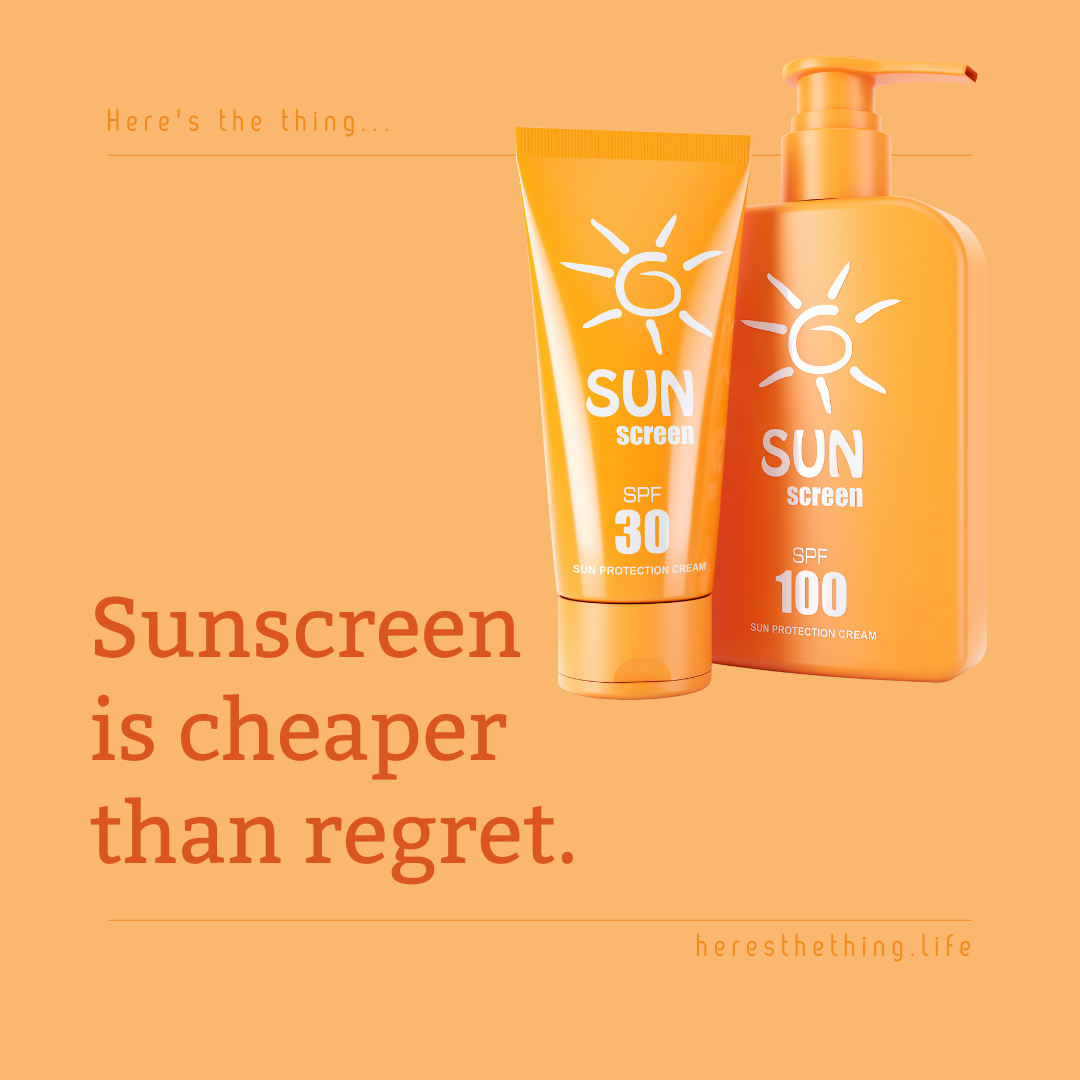 Here's the thing...
SUN
screen
SPF
30
SUN PROTECTION CREAM
SUN
screen
SPF
100
SUN PROTECTION CREAM
Sunscreen
is cheaper
than regret.
heresthething.life